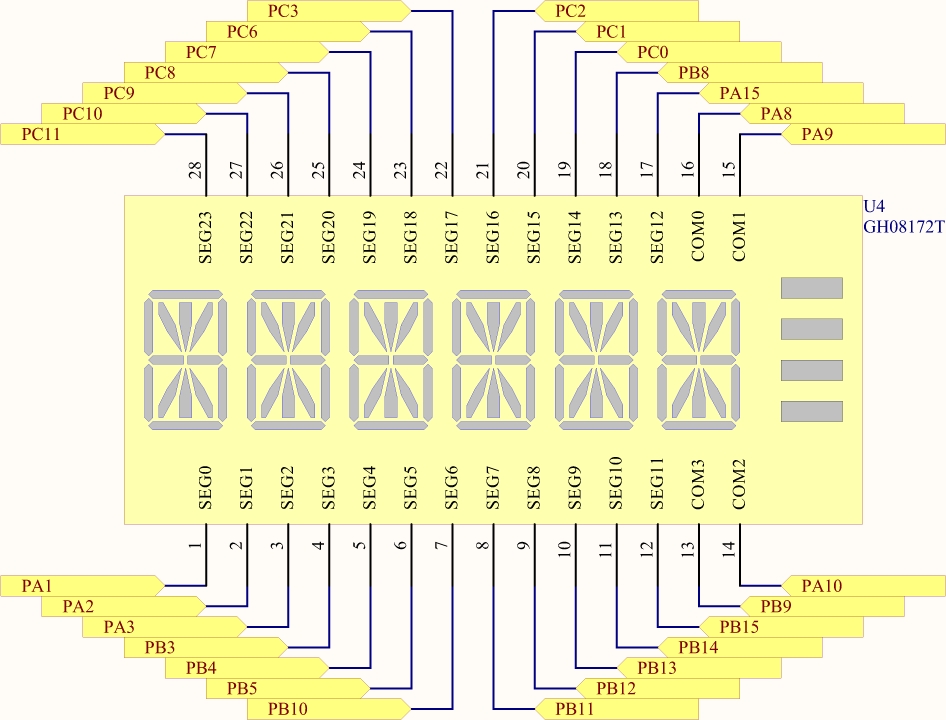 PC3 PC2
PC6 PC1
PC7 PC0
PC8 PB8
PC9 PA15
PC10 PA8
PC11 PA9
28 27 26 25 24 23 22 21 20 19 18 17 16 15
U4
GH08172T
SEG23 SEG22 SEG21 SEG20 SEG19 SEG18 SEG17 SEG16 SEG15 SEG14 SEG13 SEG12 COM0 COM1
SEG0 SEG1 SEG2 SEG3 SEG4 SEG5 SEG6 SEG7 SEG8 SEG9 SEG10 SEG11 COM3 COM2
1 2 3 4 5 6 7 8 9 10 11 12 13 14
PA1 PA10
PA2 PB9
PA3 PB15
PB3 PB14
PB4 PB13
PB5 PB12
PB10 PB11